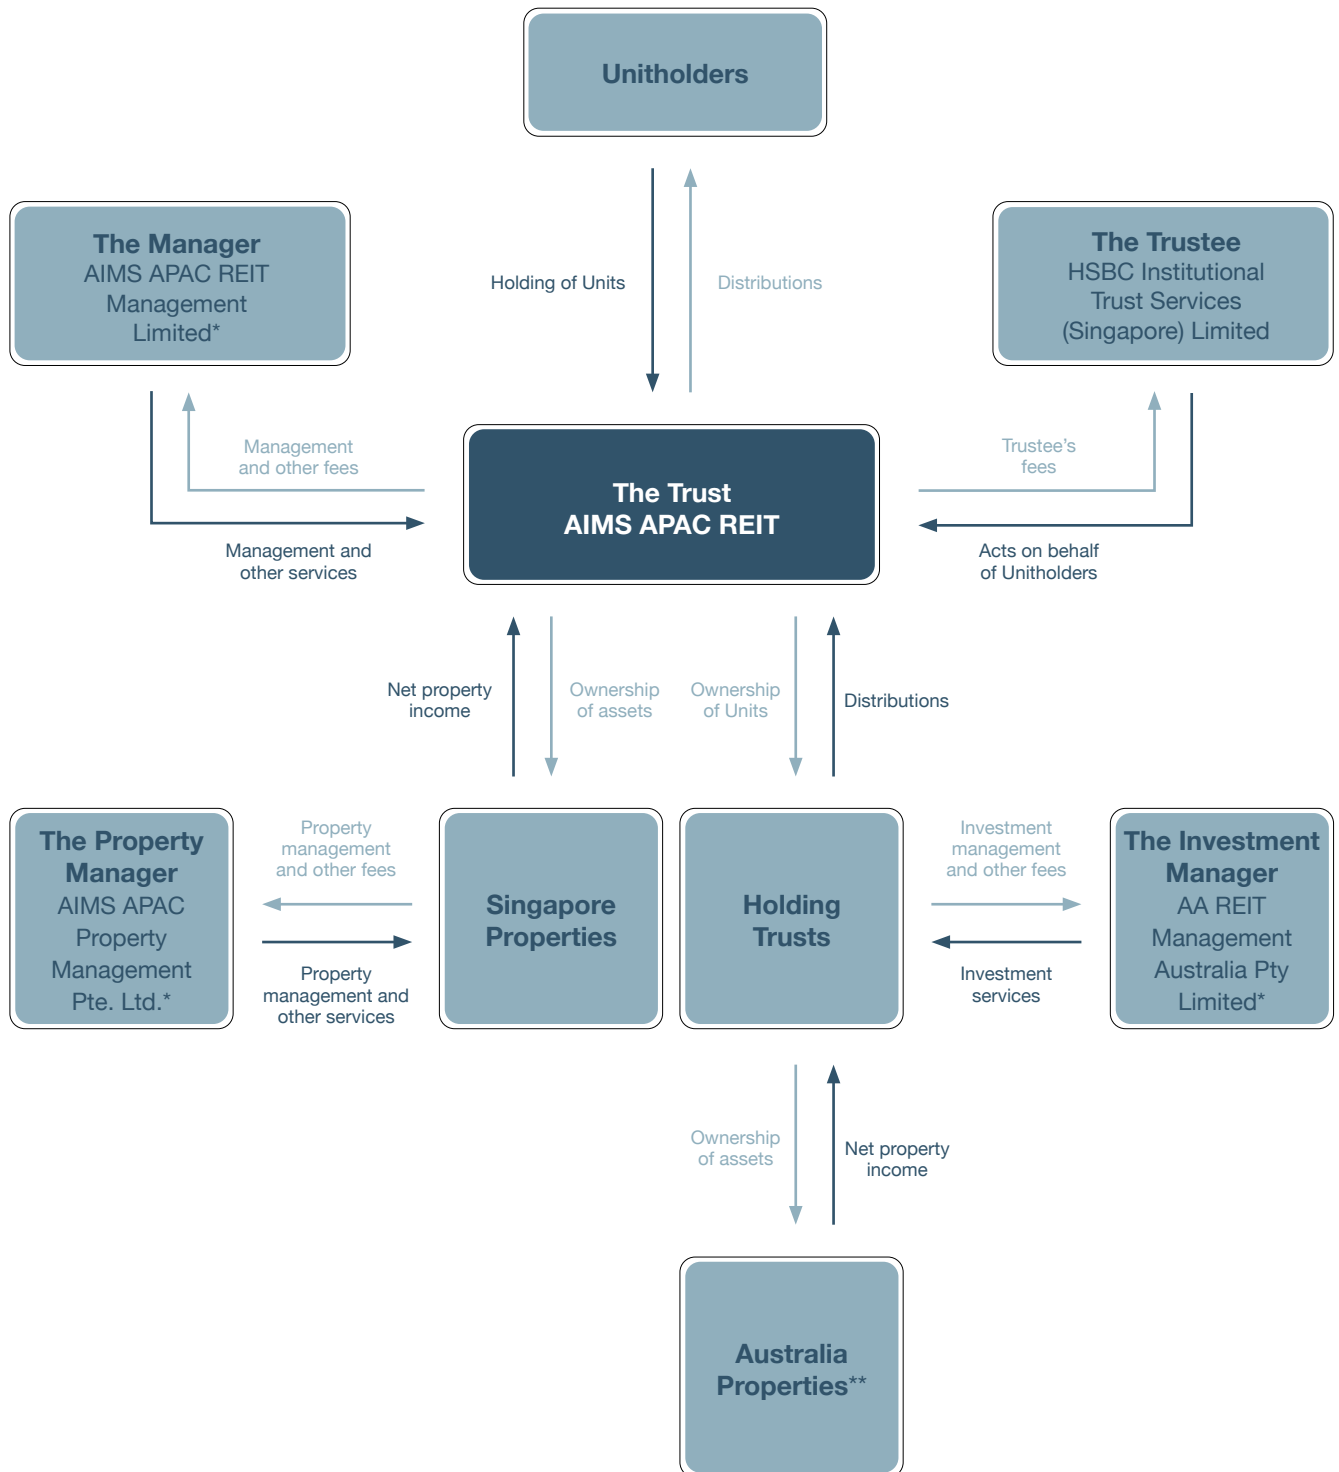 Unitholders
The Manager
AIMS APAC REIT
Management
Limited*
Holding of Units
Distributions
The Trustee
HSBC Institutional
Trust Services
(Singapore) Limited
Management
and other fees
Management and
other services
The Trust
AIMS APAC REIT
Trustee's
fees
Acts on behalf
of Unitholders
Net property
income
Ownership
of assets
Ownership
of Units
Distributions
The Property
Manager
AIMS APAC
Property
Management
Pte. Ltd.*
Property
management
and other fees
Property
management and
other services
Singapore
Properties
Holding
Trusts
Investment
management
and other fees
Investment
services
The Investment
Manager
AA REIT
Management
Australia Pty
Limited*
Ownership
of assets
Net property
income
Australia
Properties**